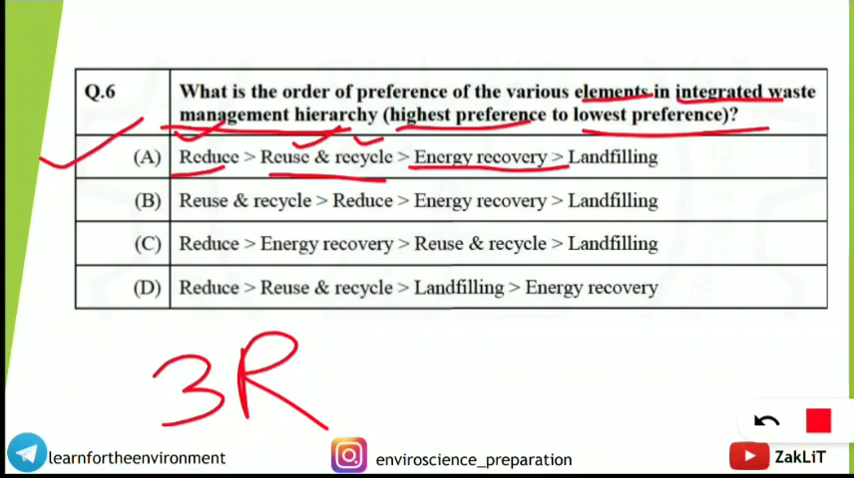 Q.6 What is the order of preference of the various elements in integrated waste
management hierarchy (highest preference to lowest preference)?
(A) Reduce > Reuse & recycle > Energy recovery > Landfilling
(B) Reuse & recycle > Reduce > Energy recovery > Landfilling
(C) Reduce > Energy recovery > Reuse & recycle > Landfilling
(D) Reduce > Reuse & recycle > Landfilling > Energy recovery
3R
learnfortheenvironment enviroscience_preparation ZakLiT